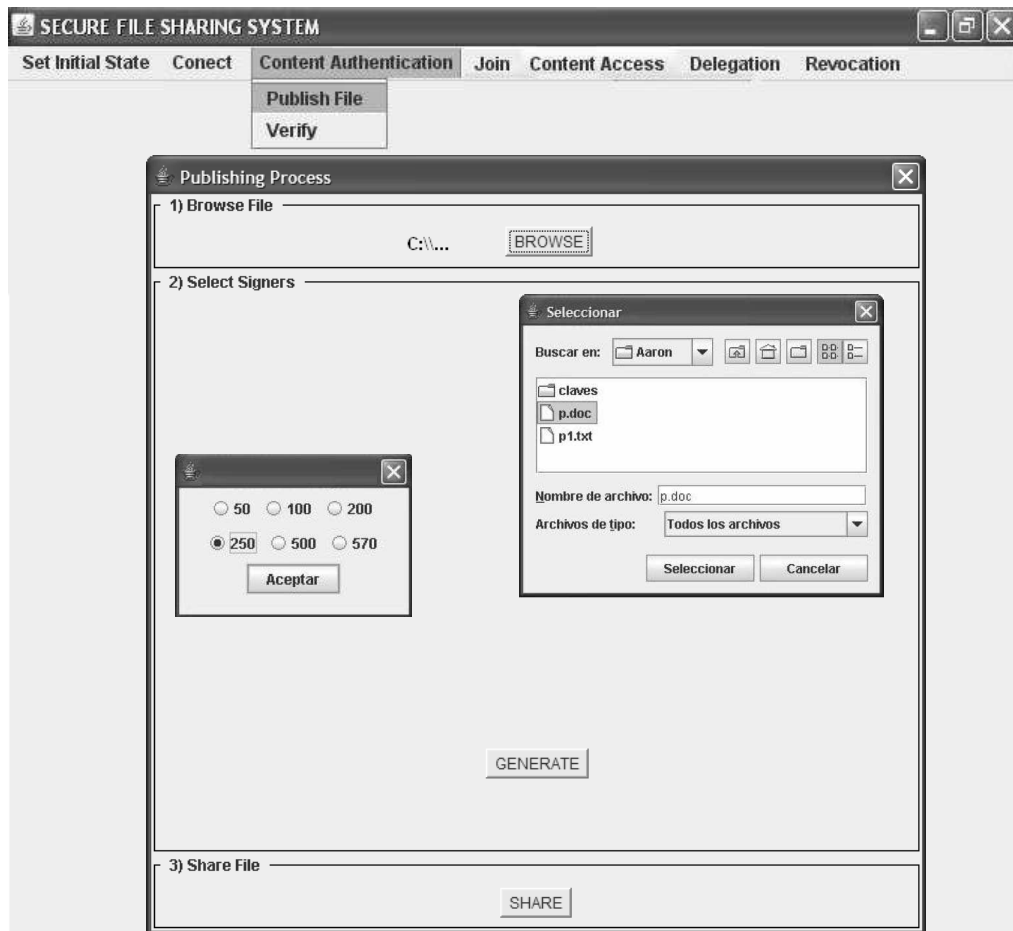 SECURE FILE SHARING SYSTEM
Set Initial State Conect Content Authentication Join Content Access Delegation Revocation
Publish File
Verify
Publishing Process
1) Browse File
C:\\... BROWSE
2) Select Signers
Seleccionar
Buscar en: Aaron
claves
p.doc
p1.txt
Nombre de archivo: p.doc
Archivos de tipo: Todos los archivos
Seleccionar Cancelar
50 100 200
250 500 570
Aceptar
GENERATE
3) Share File
SHARE